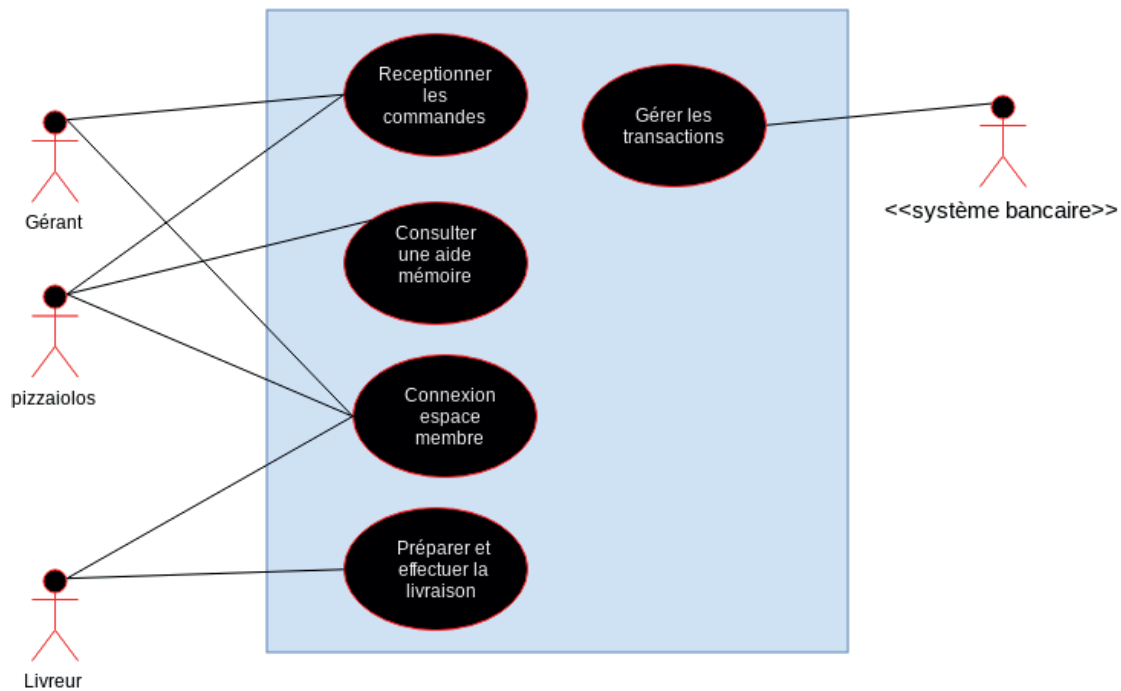 Receptionner
les
commandes
Gérer les
transactions
Gérant
<<système bancaire>>
Consulter
une aide
mémoire
pizzaiolos
Connexion
espace
membre
Préparer et
effectuer la
livraison
Livreur